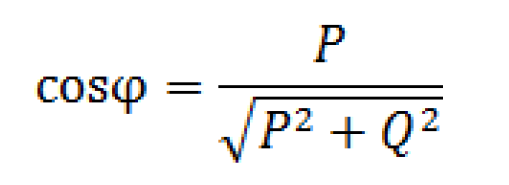 cosφ = P / √(P² + Q²)